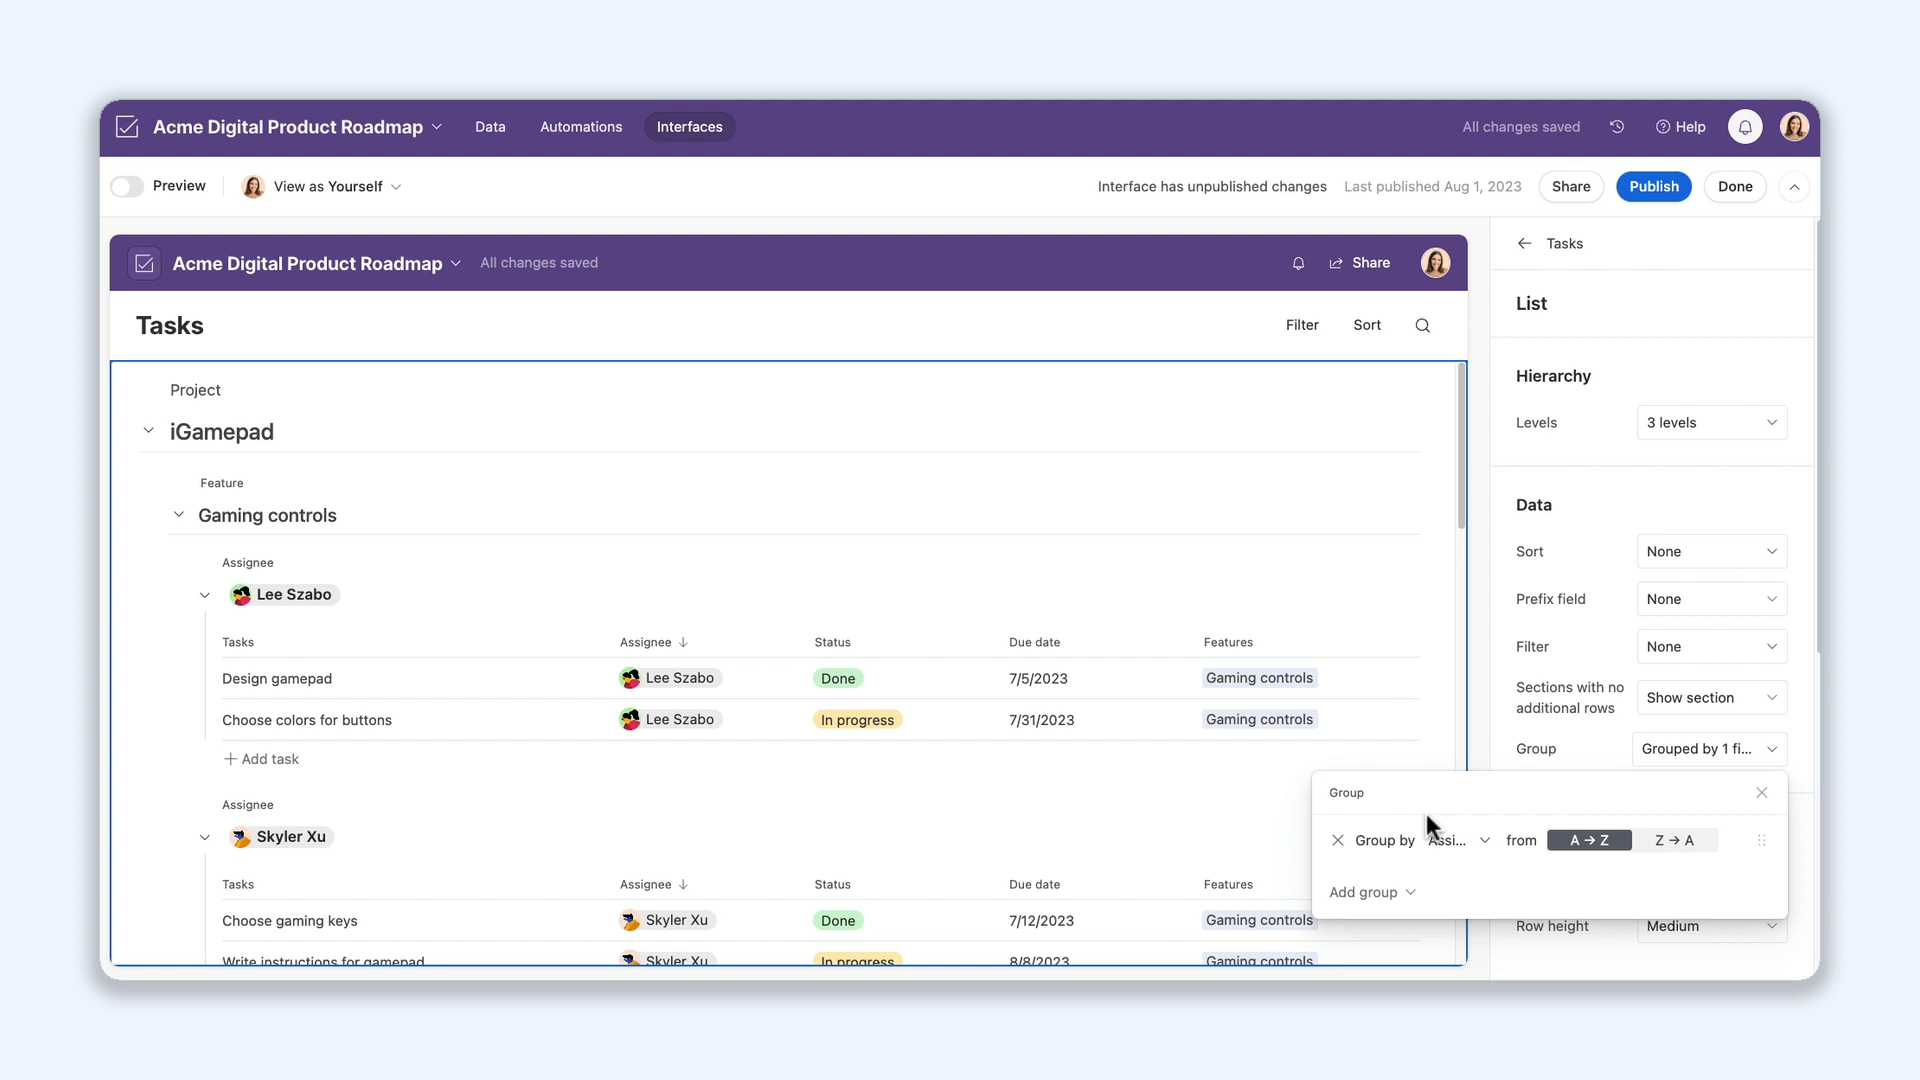 Acme Digital Product Roadmap Data Automations Interfaces All changes saved Help
Preview View as Yourself Interface has unpublished changes Last published Aug 1, 2023 Share Publish Done
Acme Digital Product Roadmap All changes saved Share
Tasks Filter Sort
Project
iGamepad
Feature
Gaming controls
Assignee
Lee Szabo
Tasks Assignee ↓ Status Due date Features
Design gamepad Lee Szabo Done 7/5/2023 Gaming controls
Choose colors for buttons Lee Szabo In progress 7/31/2023 Gaming controls
+ Add task
Assignee
Skyler Xu
Tasks Assignee ↓ Status Due date Features
Choose gaming keys Skyler Xu Done 7/12/2023 Gaming controls
Write instructions for gamepad Skyler Xu In progress 8/8/2023 Gaming controls
← Tasks
List
Hierarchy
Levels 3 levels
Data
Sort None
Prefix field None
Filter None
Sections with no
additional rows Show section
Group Grouped by 1 fi...
Group
Group by Assi... from A → Z Z → A
Add group
Row height Medium